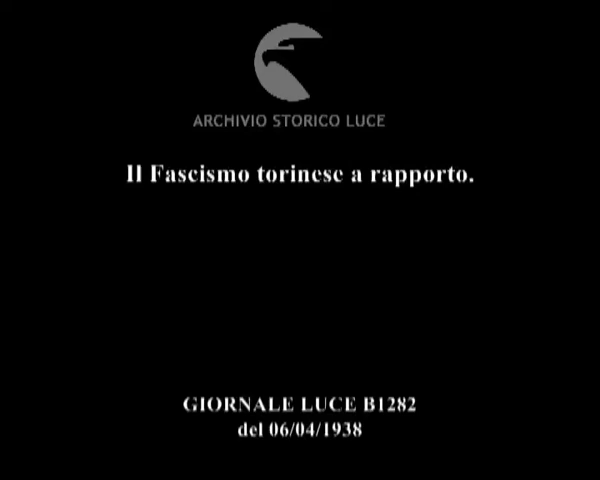 ARCHIVIO STORICO LUCE
Il Fascismo torinese a rapporto.
GIORNALE LUCE B1282
del 06/04/1938